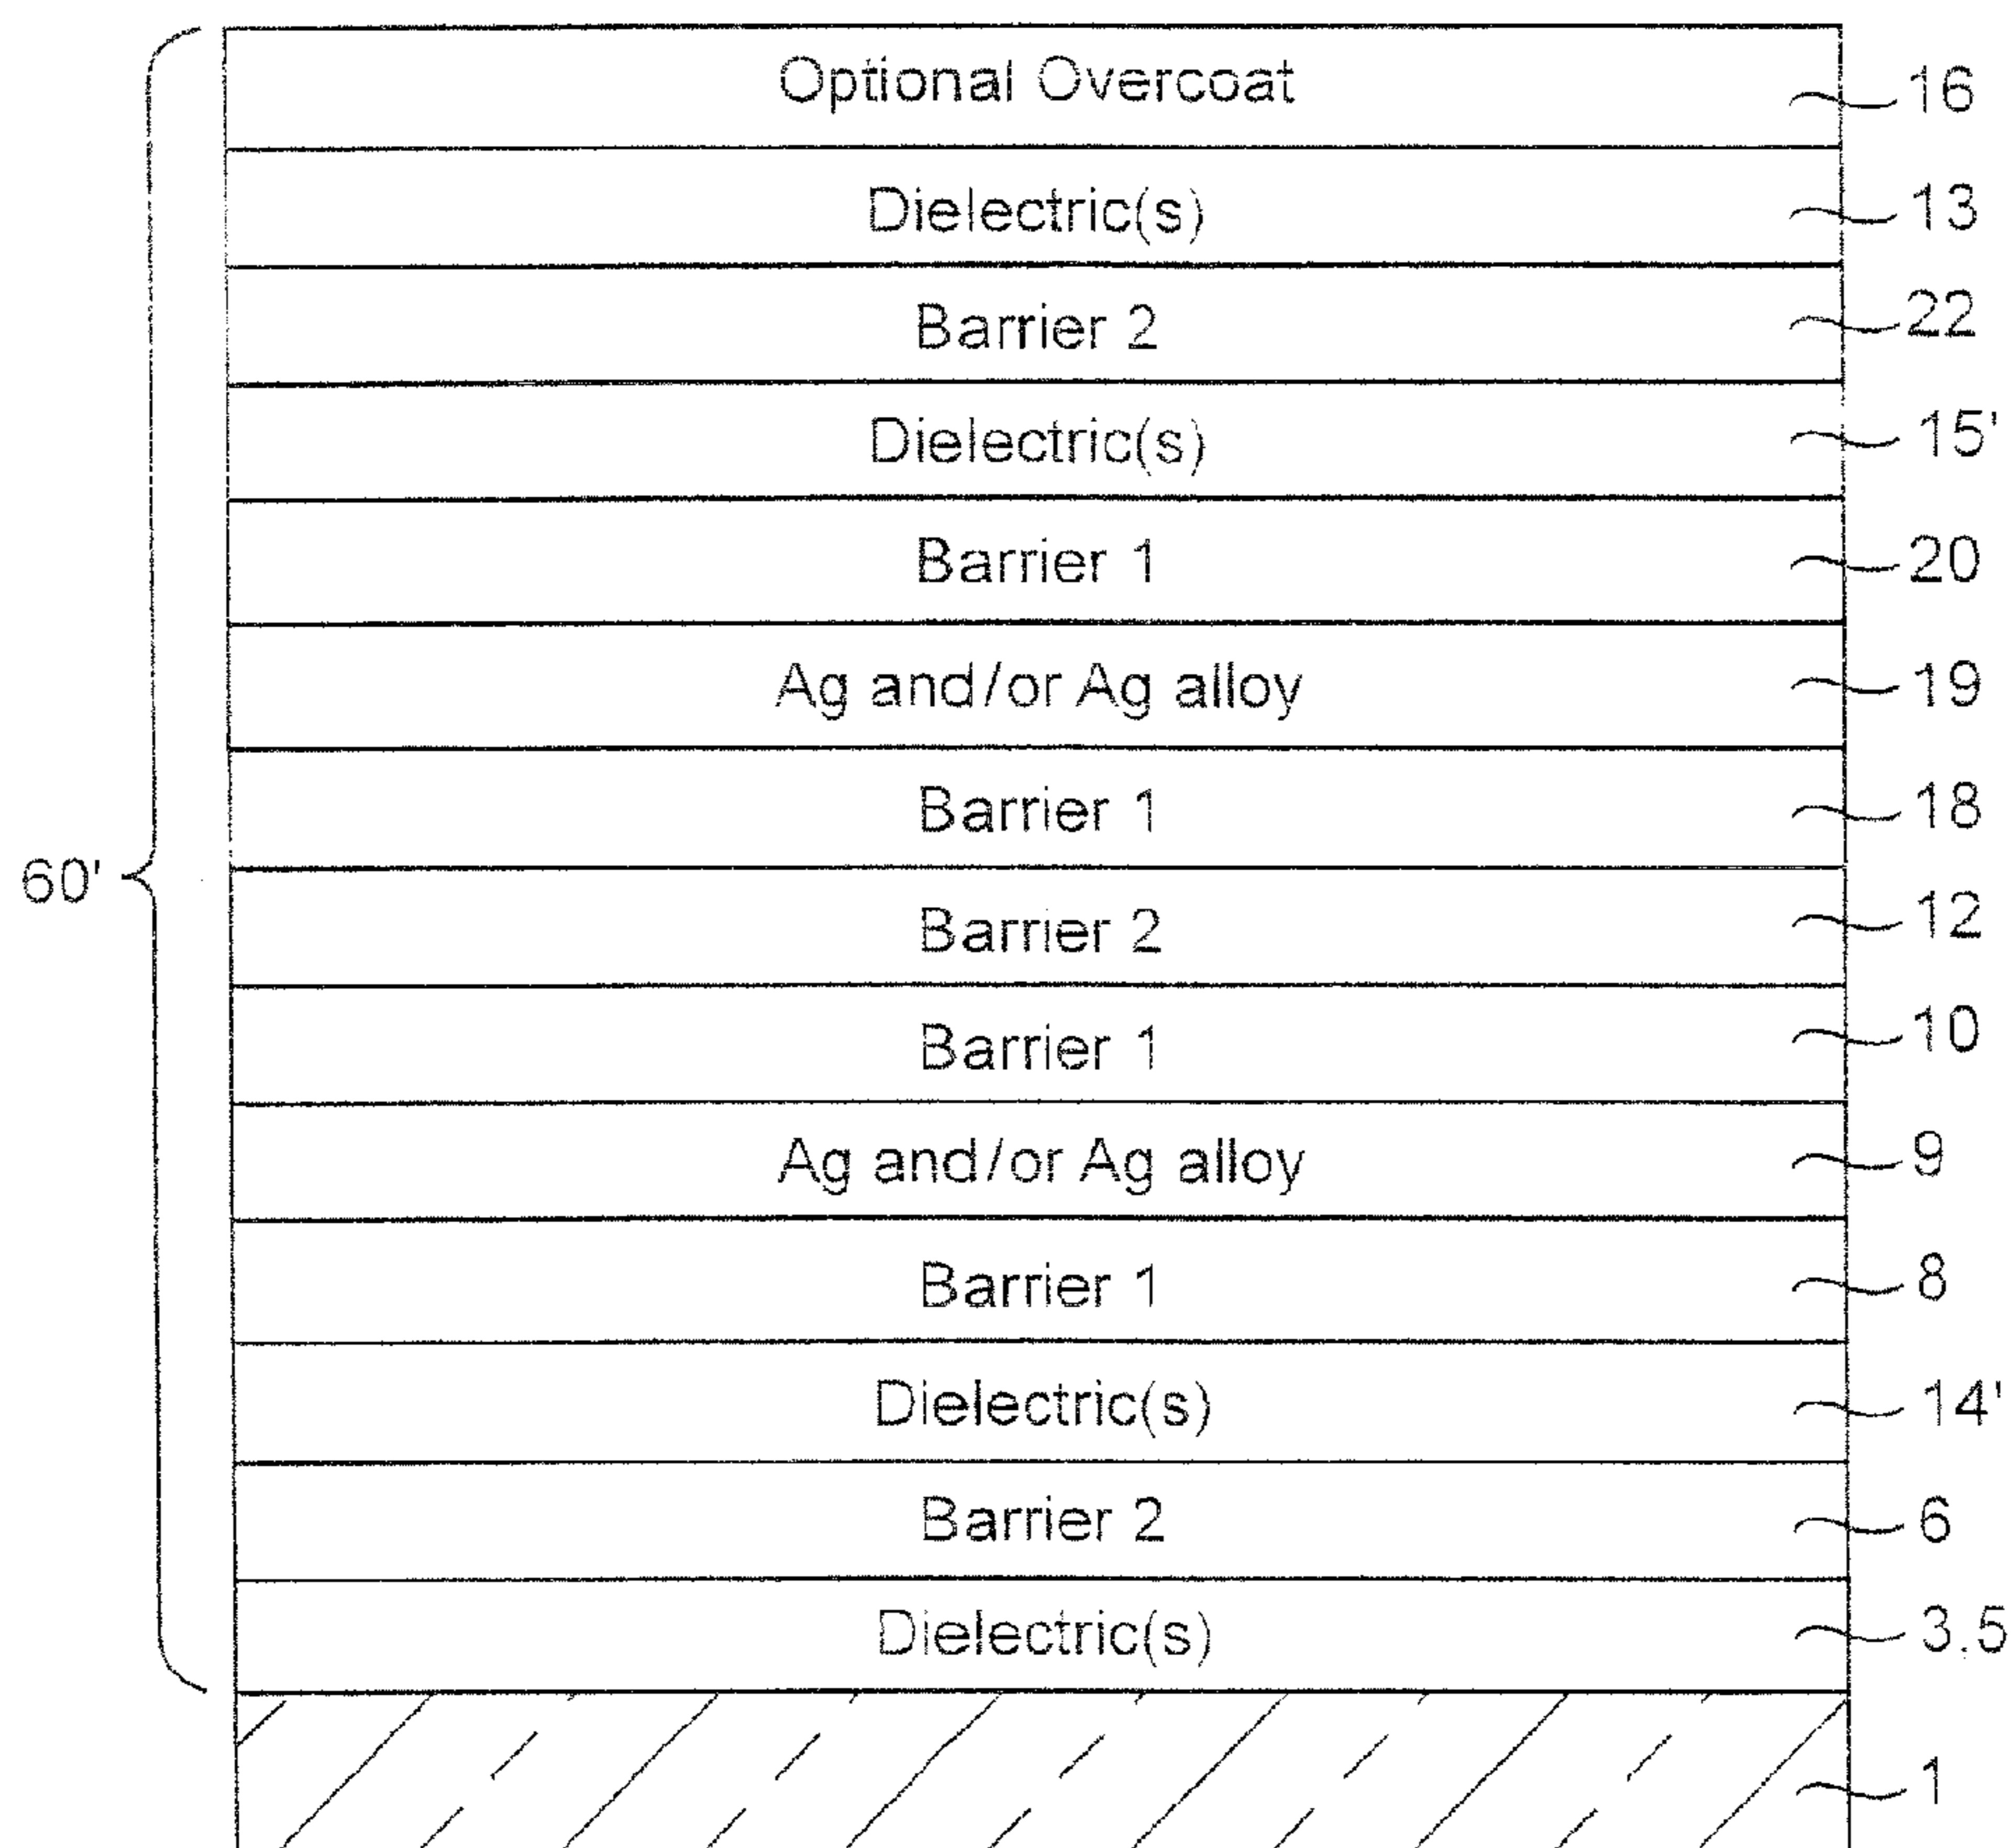 Optional Overcoat 16
Dielectric(s) 13
Barrier 2 22
Dielectric(s) 15'
Barrier 1 20
Ag and/or Ag alloy 19
Barrier 1 18
60'
Barrier 2 12
Barrier 1 10
Ag and/or Ag alloy 9
Barrier 1 8
Dielectric(s) 14'
Barrier 2 6
Dielectric(s) 3.5
1